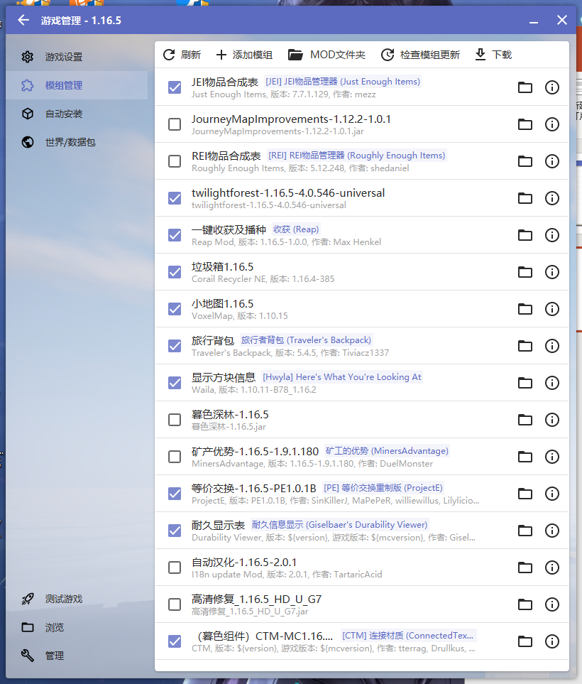 游戏管理 - 1.16.5
游戏设置
模组管理
自动安装
世界/数据包
测试游戏
浏览
管理
刷新 添加模组 MOD文件夹 检查模组更新 下载
JEI物品合成表 [JEI] JEI物品管理器 (Just Enough Items)
Just Enough Items, 版本: 7.7.1.129, 作者: mezz
JourneyMapImprovements-1.12.2-1.0.1
JourneyMapImprovements-1.12.2-1.0.1.jar
REI物品合成表 [REI] REI物品管理器 (Roughly Enough Items)
Roughly Enough Items, 版本: 5.12.248, 作者: shedaniel
twilightforest-1.16.5-4.0.546-universal
twilightforest-1.16.5-4.0.546-universal
一键收获及播种 收获 (Reap)
Reap Mod, 版本: 1.16.5-1.0.0, 作者: Max Henkel
垃圾箱1.16.5
Corail Recycler NE, 版本: 1.16.4-385
小地图1.16.5
VoxelMap, 版本: 1.10.15
旅行背包 旅行者背包 (Traveler's Backpack)
Traveler's Backpack, 版本: 5.4.5, 作者: Tiviacz1337
显示方块信息 [Hwyla] Here's What You're Looking At
Waila, 版本: 1.10.11-B78_1.16.2
暮色深林-1.16.5
暮色深林-1.16.5.jar
矿产优势-1.16.5-1.9.1.180 矿工的优势 (MinersAdvantage)
MinersAdvantage, 版本: 1.16.5-1.9.1.180, 作者: DuelMonster
等价交换-1.16.5-PE1.0.1B [PE] 等价交换重制版 (ProjectE)
ProjectE, 版本: PE1.0.1B, 作者: SinKillerJ, MaPePeR, williewillus, Lilylicio...
耐久显示表 耐久信息显示 (Giselbaer's Durability Viewer)
Durability Viewer, 版本: ${version}, 游戏版本: ${mcversion}, 作者: Gisel...
自动汉化-1.16.5-2.0.1
I18n update Mod, 版本: 2.0.1, 作者: TartaricAcid
高清修复_1.16.5_HD_U_G7
高清修复_1.16.5_HD_U_G7.jar
（暮色组件）CTM-MC1.16.... [CTM] 连接材质 (ConnectedTex...
CTM, 版本: ${version}, 游戏版本: ${mcversion}, 作者: tterrag, Drullkus, ...